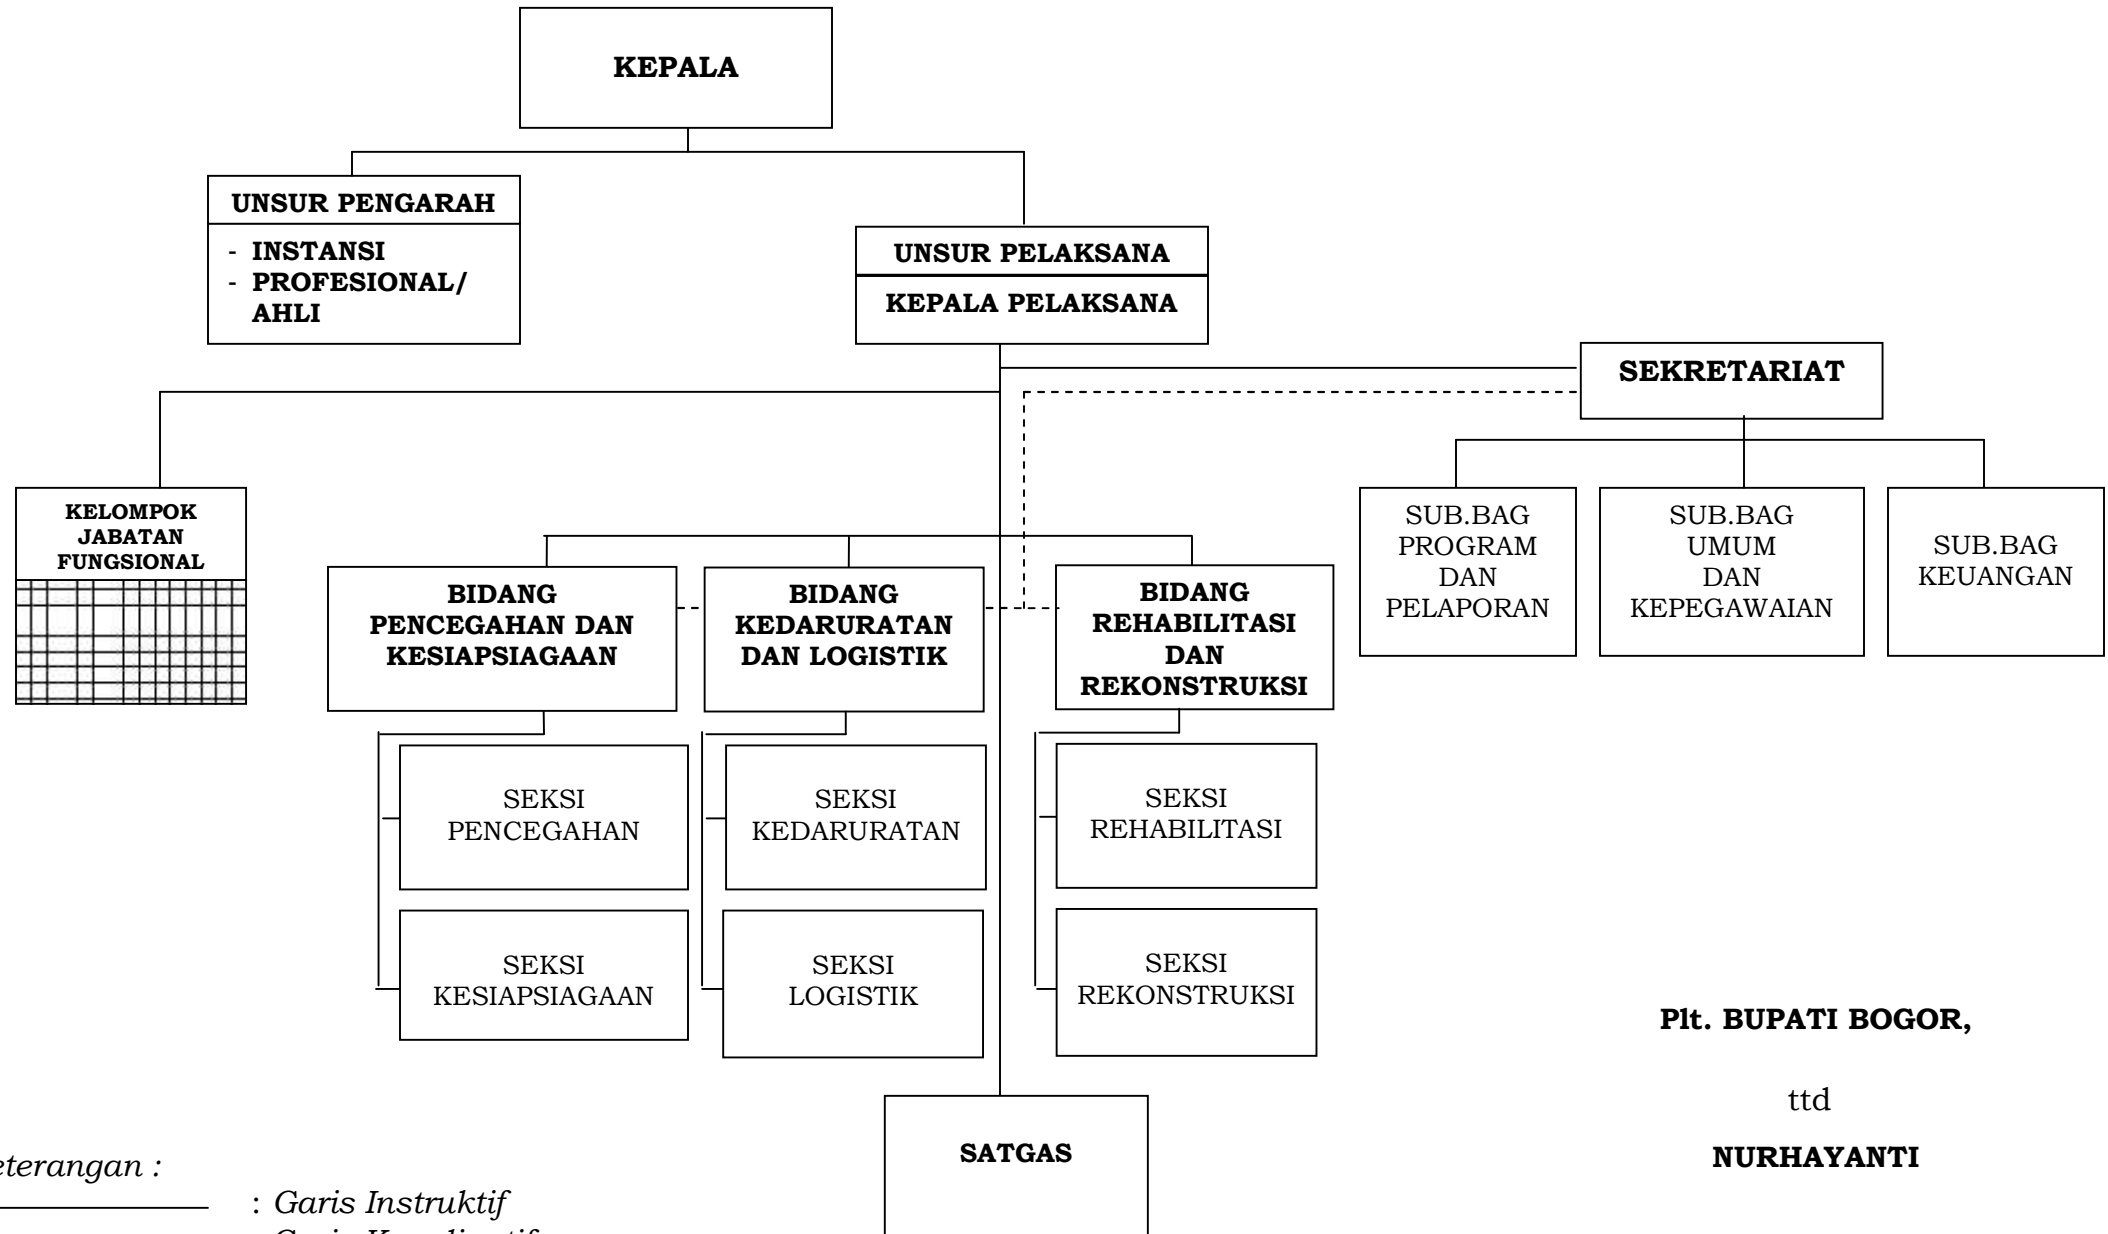 KEPALA
UNSUR PENGARAH
- INSTANSI
- PROFESIONAL/
AHLI
UNSUR PELAKSANA
KEPALA PELAKSANA
SEKRETARIAT
KELOMPOK
JABATAN
FUNGSIONAL
SUB.BAG
PROGRAM
DAN
PELAPORAN
SUB.BAG
UMUM
DAN
KEPEGAWAIAN
SUB.BAG
KEUANGAN
BIDANG
PENCEGAHAN DAN
KESIAPSIAGAAN
BIDANG
KEDARURATAN
DAN LOGISTIK
BIDANG
REHABILITASI
DAN
REKONSTRUKSI
SEKSI
PENCEGAHAN
SEKSI
KEDARURATAN
SEKSI
REHABILITASI
SEKSI
KESIAPSIAGAAN
SEKSI
LOGISTIK
SEKSI
REKONSTRUKSI
Plt. BUPATI BOGOR,
ttd
NURHAYANTI
SATGAS
eterangan :
: Garis Instruktif